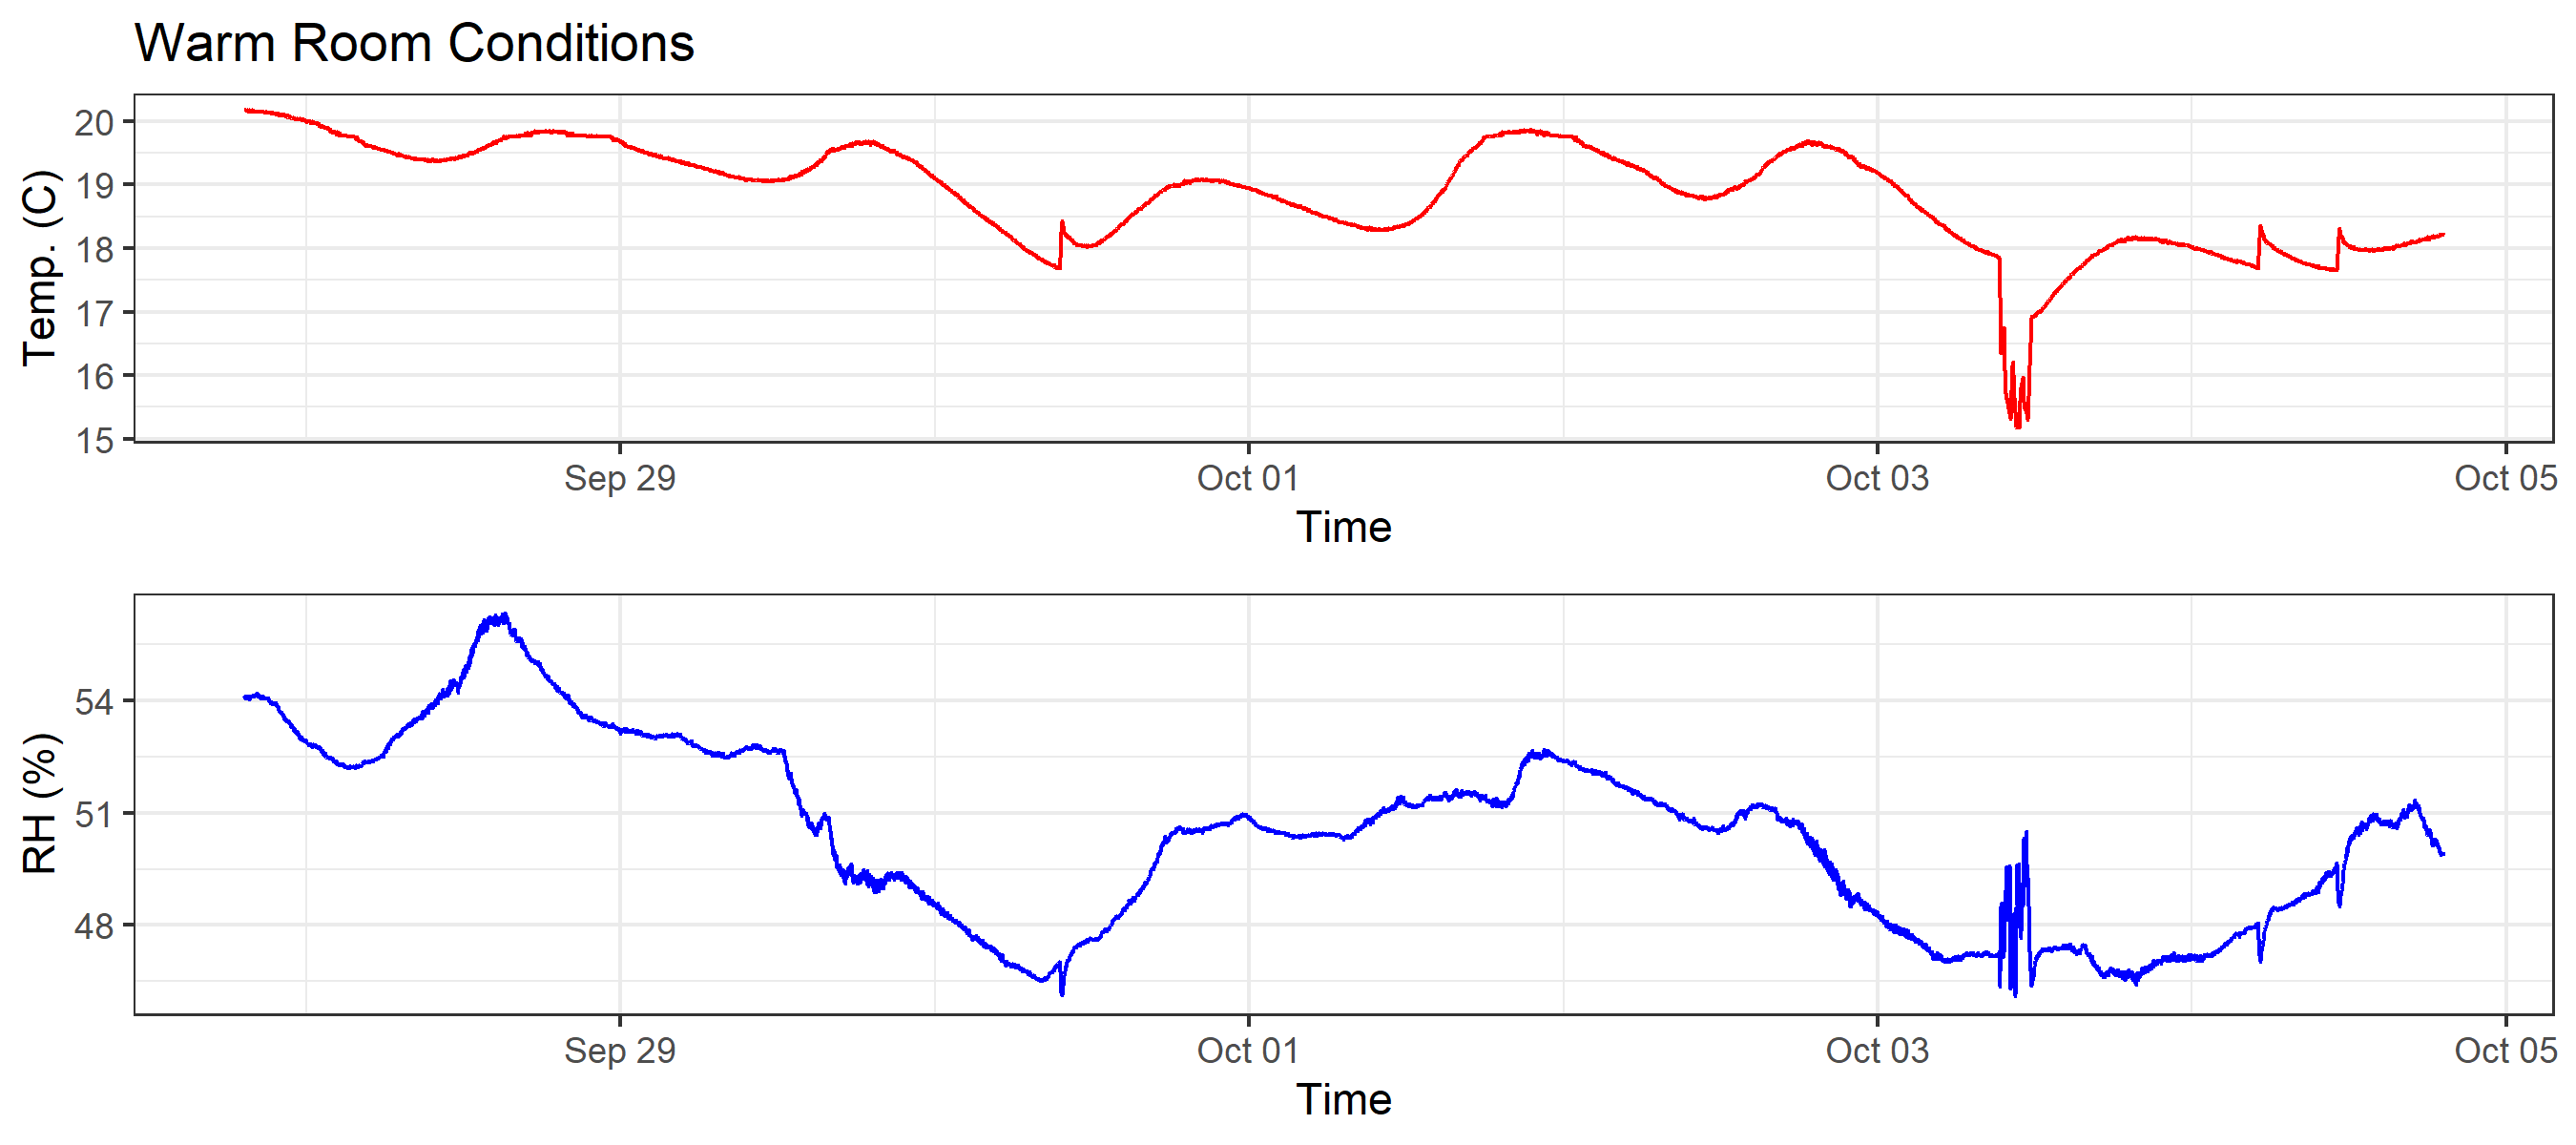 Warm Room Conditions
20
19
18
17
16
15
Temp. (C)
Sep 29 Oct 01 Oct 03 Oct 05
Time
54
51
48
RH (%)
Sep 29 Oct 01 Oct 03 Oct 05
Time